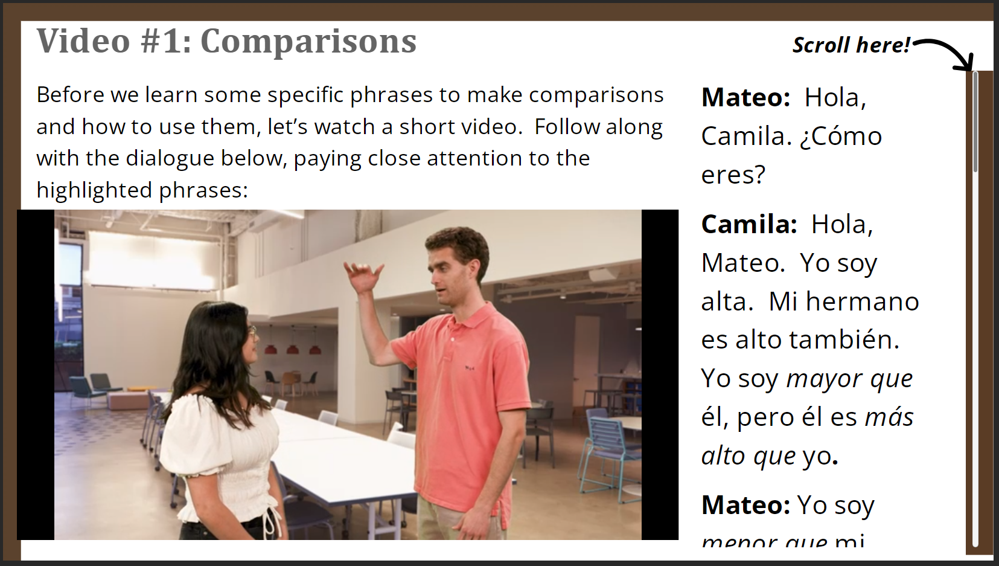 Video #1: Comparisons
Before we learn some specific phrases to make comparisons
and how to use them, let’s watch a short video.  Follow along
with the dialogue below, paying close attention to the
highlighted phrases:
Scroll here!
Mateo:  Hola,
Camila. ¿Cómo
eres?
Camila:  Hola,
Mateo.  Yo soy
alta.  Mi hermano
es alto también.
Yo soy mayor que
él, pero él es más
alto que yo.
Mateo: Yo soy
menor que mi